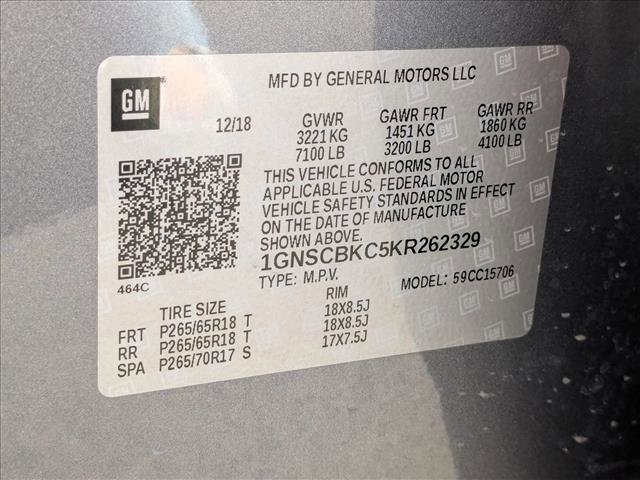 GM
®
MFD BY GENERAL MOTORS LLC
12/18 GVWR GAWR FRT GAWR RR
3221 KG 1451 KG 1860 KG
7100 LB 3200 LB 4100 LB
THIS VEHICLE CONFORMS TO ALL
APPLICABLE U.S. FEDERAL MOTOR
VEHICLE SAFETY STANDARDS IN EFFECT
ON THE DATE OF MANUFACTURE
SHOWN ABOVE.
1GNSCBKC5KR262329
464C
TYPE: M.P.V. MODEL: 59CC15706
TIRE SIZE RIM
FRT P265/65R18 T 18X8.5J
RR P265/65R18 T 18X8.5J
SPA P265/70R17 S 17X7.5J